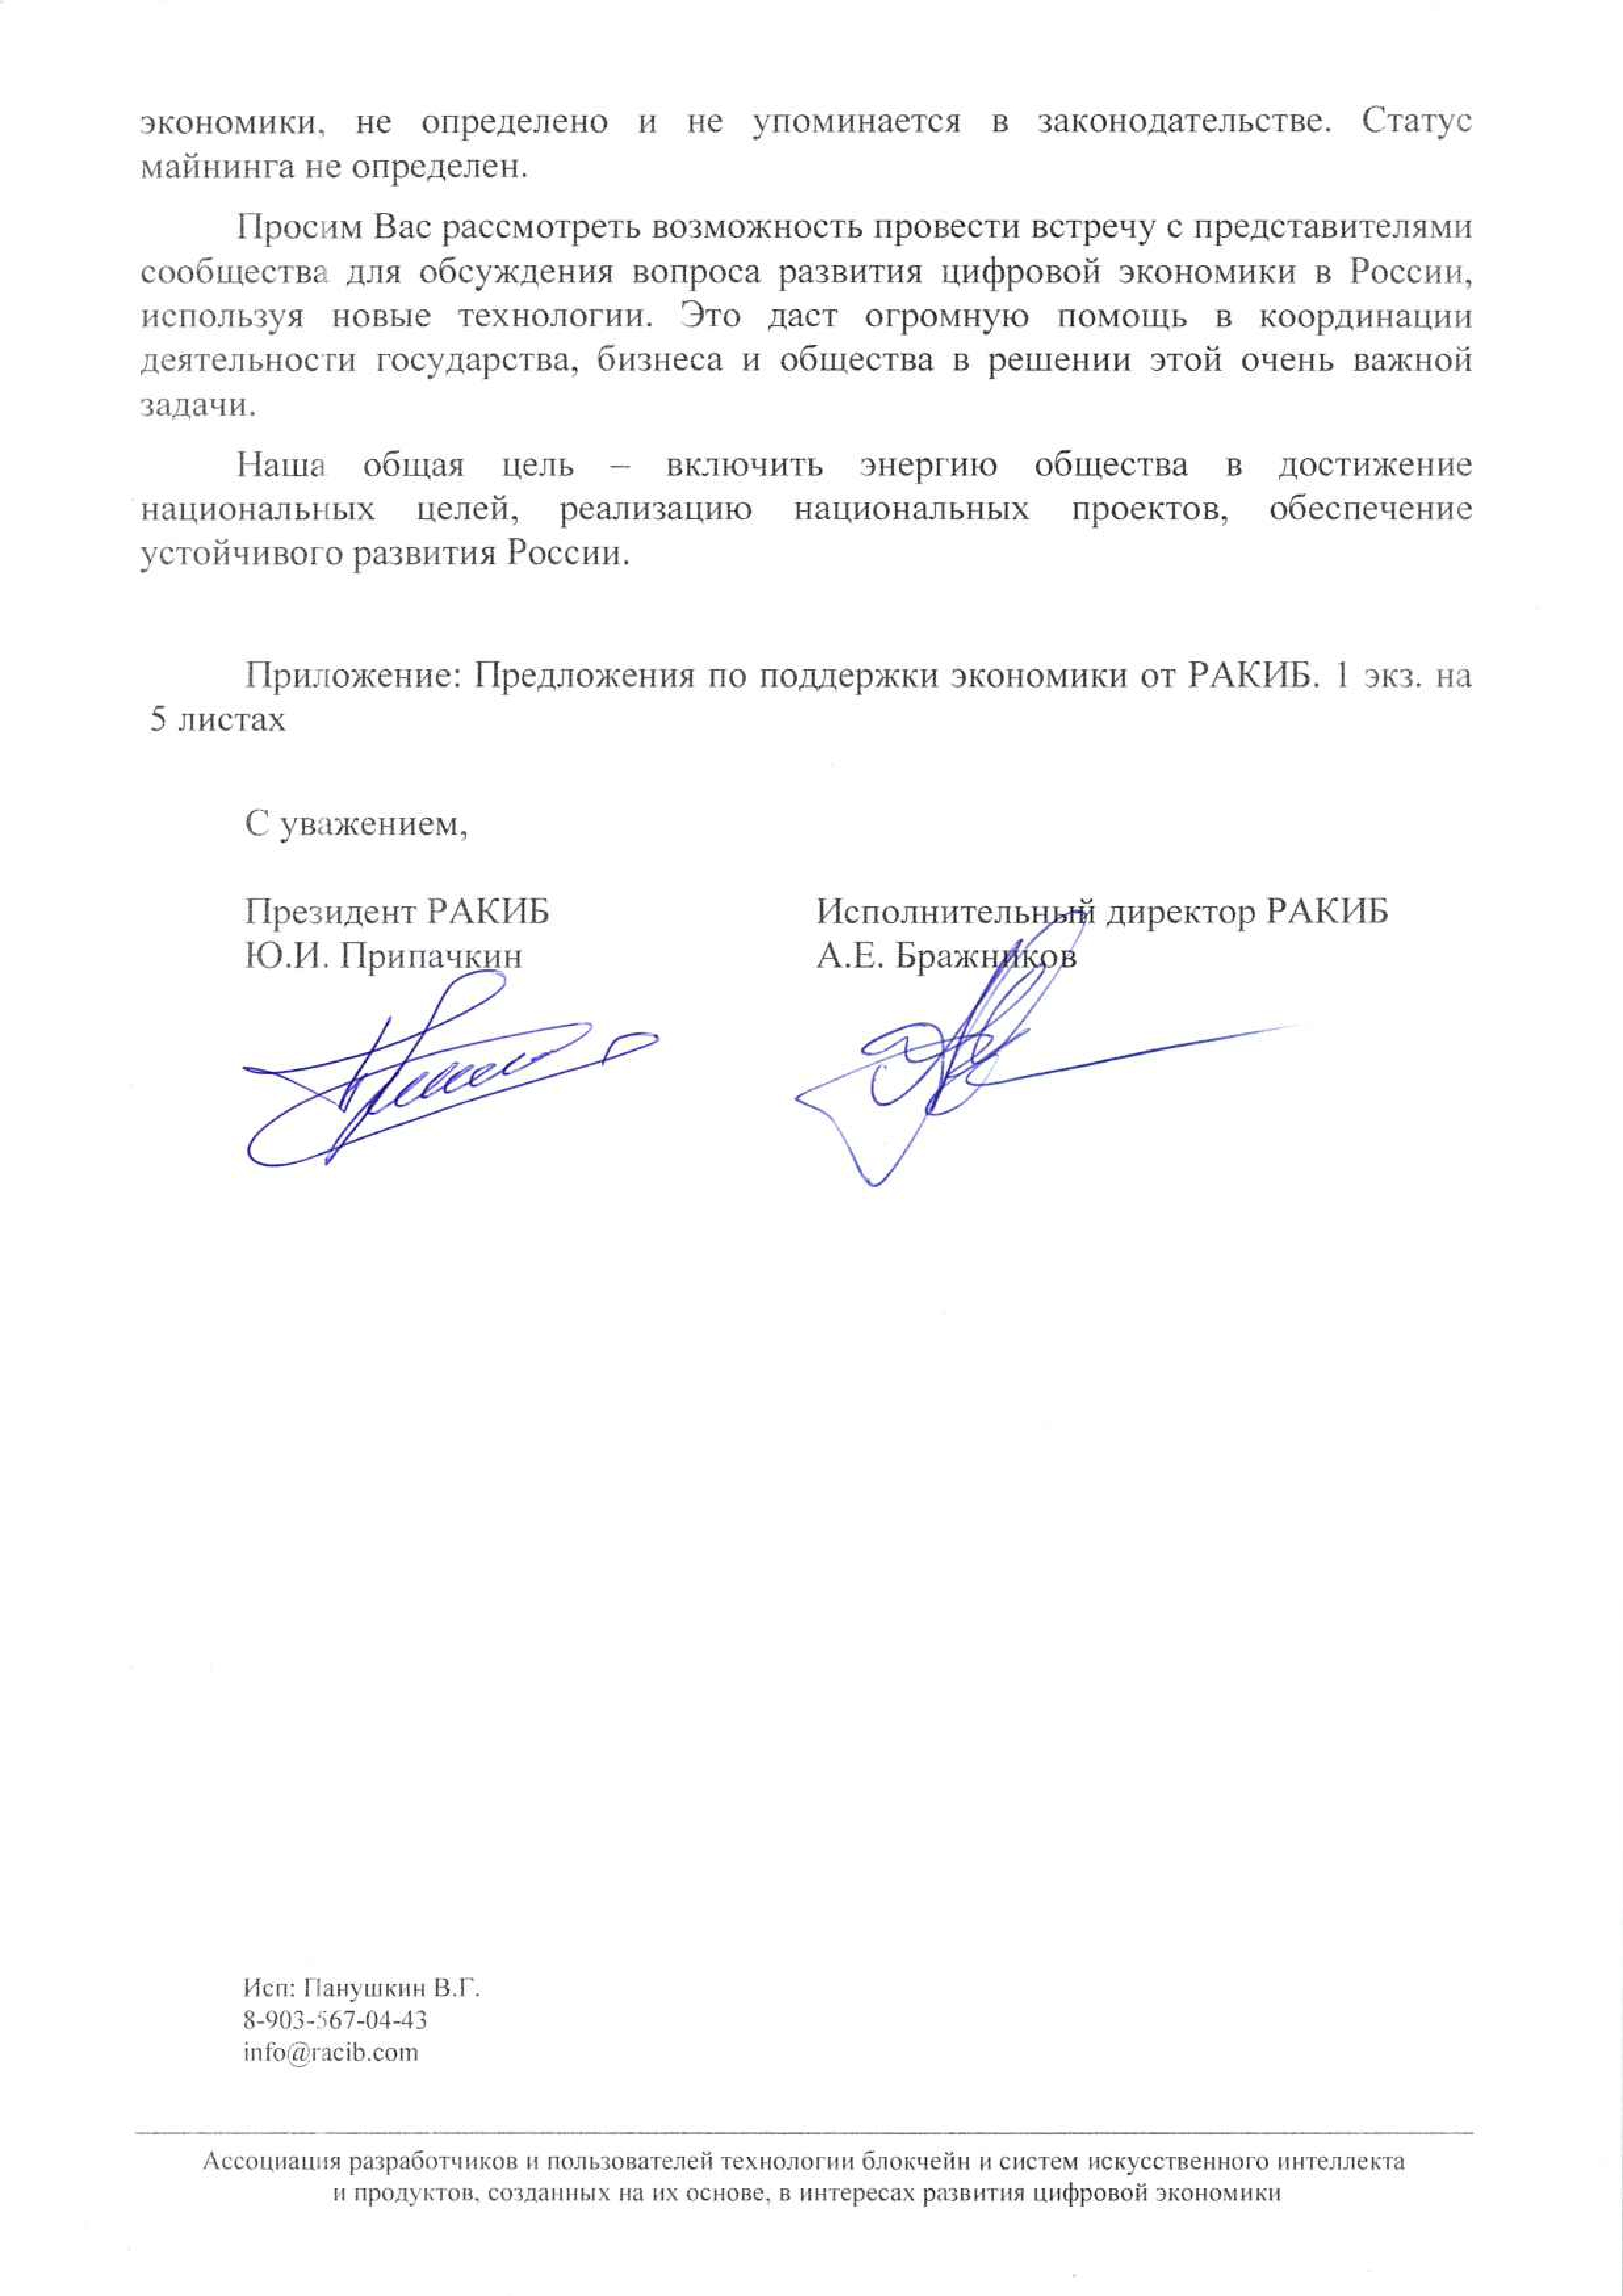 экономики, не определено и не упоминается в законодательстве. Статус
майнинга не определен.
Просим Вас рассмотреть возможность провести встречу с представителями
сообщества для обсуждения вопроса развития цифровой экономики в России,
используя новые технологии. Это даст огромную помощь в координации
деятельности государства, бизнеса и общества в решении этой очень важной
задачи.
Наша общая цель – включить энергию общества в достижение
национальных целей, реализацию национальных проектов, обеспечение
устойчивого развития России.
Приложение: Предложения по поддержки экономики от РАКИБ. 1 экз. на
5 листах
С уважением,
Президент РАКИБ
Ю.И. Припачкин
Исполнительный директор РАКИБ
А.Е. Бражников
Исп: Панушкин В.Г.
8-903-567-04-43
info@racib.com
Ассоциация разработчиков и пользователей технологии блокчейн и систем искусственного интеллекта
и продуктов, созданных на их основе, в интересах развития цифровой экономики